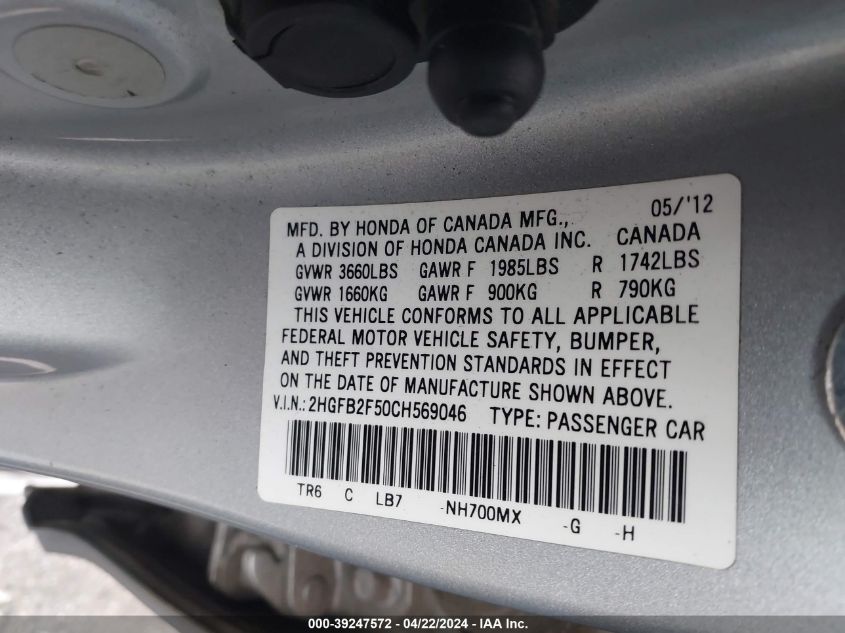 05/'12
MFD. BY HONDA OF CANADA MFG.,
A DIVISION OF HONDA CANADA INC. CANADA
GVWR 3660LBS GAWR F 1985LBS R 1742LBS
GVWR 1660KG GAWR F 900KG R 790KG
THIS VEHICLE CONFORMS TO ALL APPLICABLE
FEDERAL MOTOR VEHICLE SAFETY, BUMPER,
AND THEFT PREVENTION STANDARDS IN EFFECT
ON THE DATE OF MANUFACTURE SHOWN ABOVE.
V.I.N.: 2HGFB2F50CH569046 TYPE: PASSENGER CAR
TR6 C LB7 -NH700MX -G -H
000-39247572 - 04/22/2024 - IAAI.com